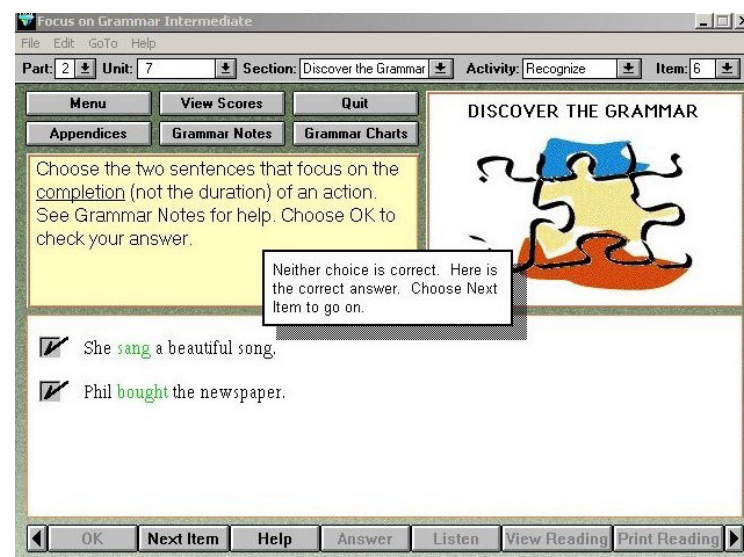 Focus on Grammar Intermediate
File Edit GoTo Help
Part: 2 Unit: 7 Section: Discover the Grammar Activity: Recognize Item: 6
Menu View Scores Quit
Appendices Grammar Notes Grammar Charts
DISCOVER THE GRAMMAR
Choose the two sentences that focus on the
completion (not the duration) of an action.
See Grammar Notes for help. Choose OK to
check your answer.
Neither choice is correct. Here is
the correct answer. Choose Next
Item to go on.
She sang a beautiful song.
Phil bought the newspaper.
OK Next Item Help Answer Listen View Reading Print Reading